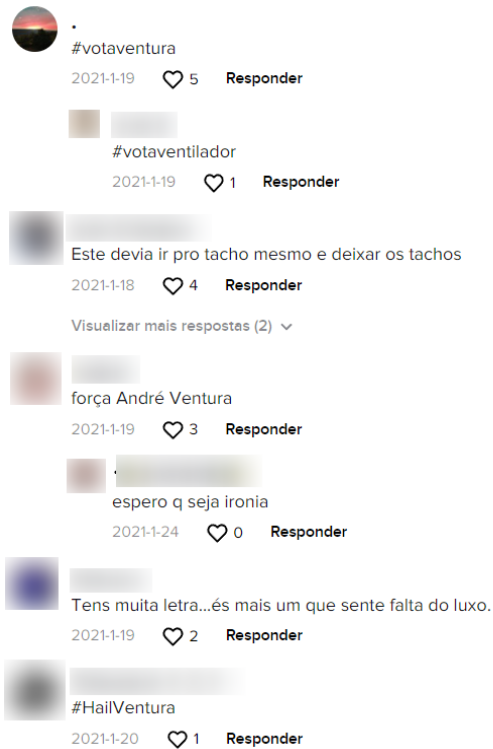 .
#votaventura
2021-1-19 5 Responder
#votaventilador
2021-1-19 1 Responder
Este devia ir pro tacho mesmo e deixar os tachos
2021-1-18 4 Responder
Visualizar mais respostas (2)
força André Ventura
2021-1-19 3 Responder
espero q seja ironia
2021-1-24 0 Responder
Tens muita letra...és mais um que sente falta do luxo.
2021-1-19 2 Responder
#HailVentura
2021-1-20 1 Responder